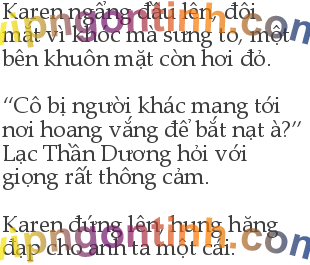 Karen ngẩng đầu lên, đôi
mắt vì khóc mà sưng to, một
bên khuôn mặt còn hơi đỏ.
“Cô bị người khác mang tới
nơi hoang vắng để bắt nạt à?”
Lạc Thần Dương hỏi với
giọng rất thông cảm.
Karen đứng lên, hung hăng
đạp cho anh ta một cái.